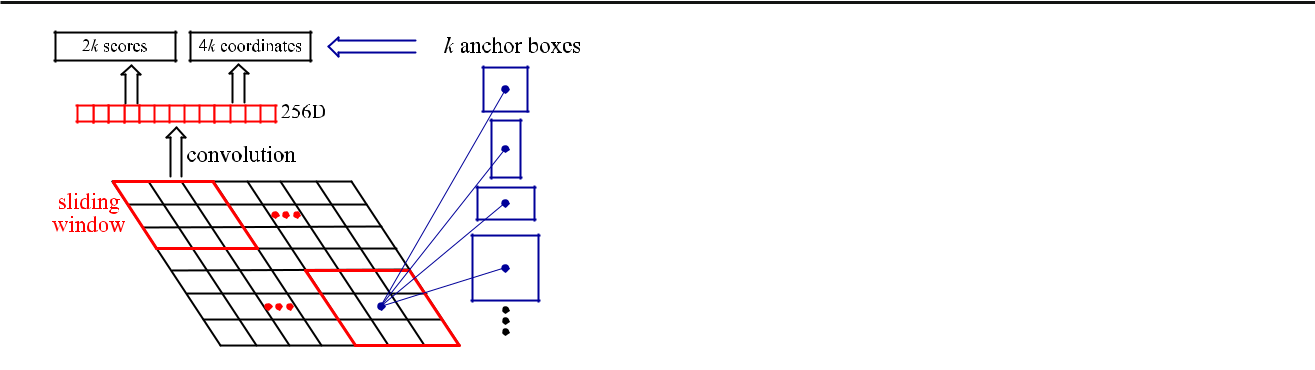 2k scores
4k coordinates
k anchor boxes
256D
convolution
sliding
window